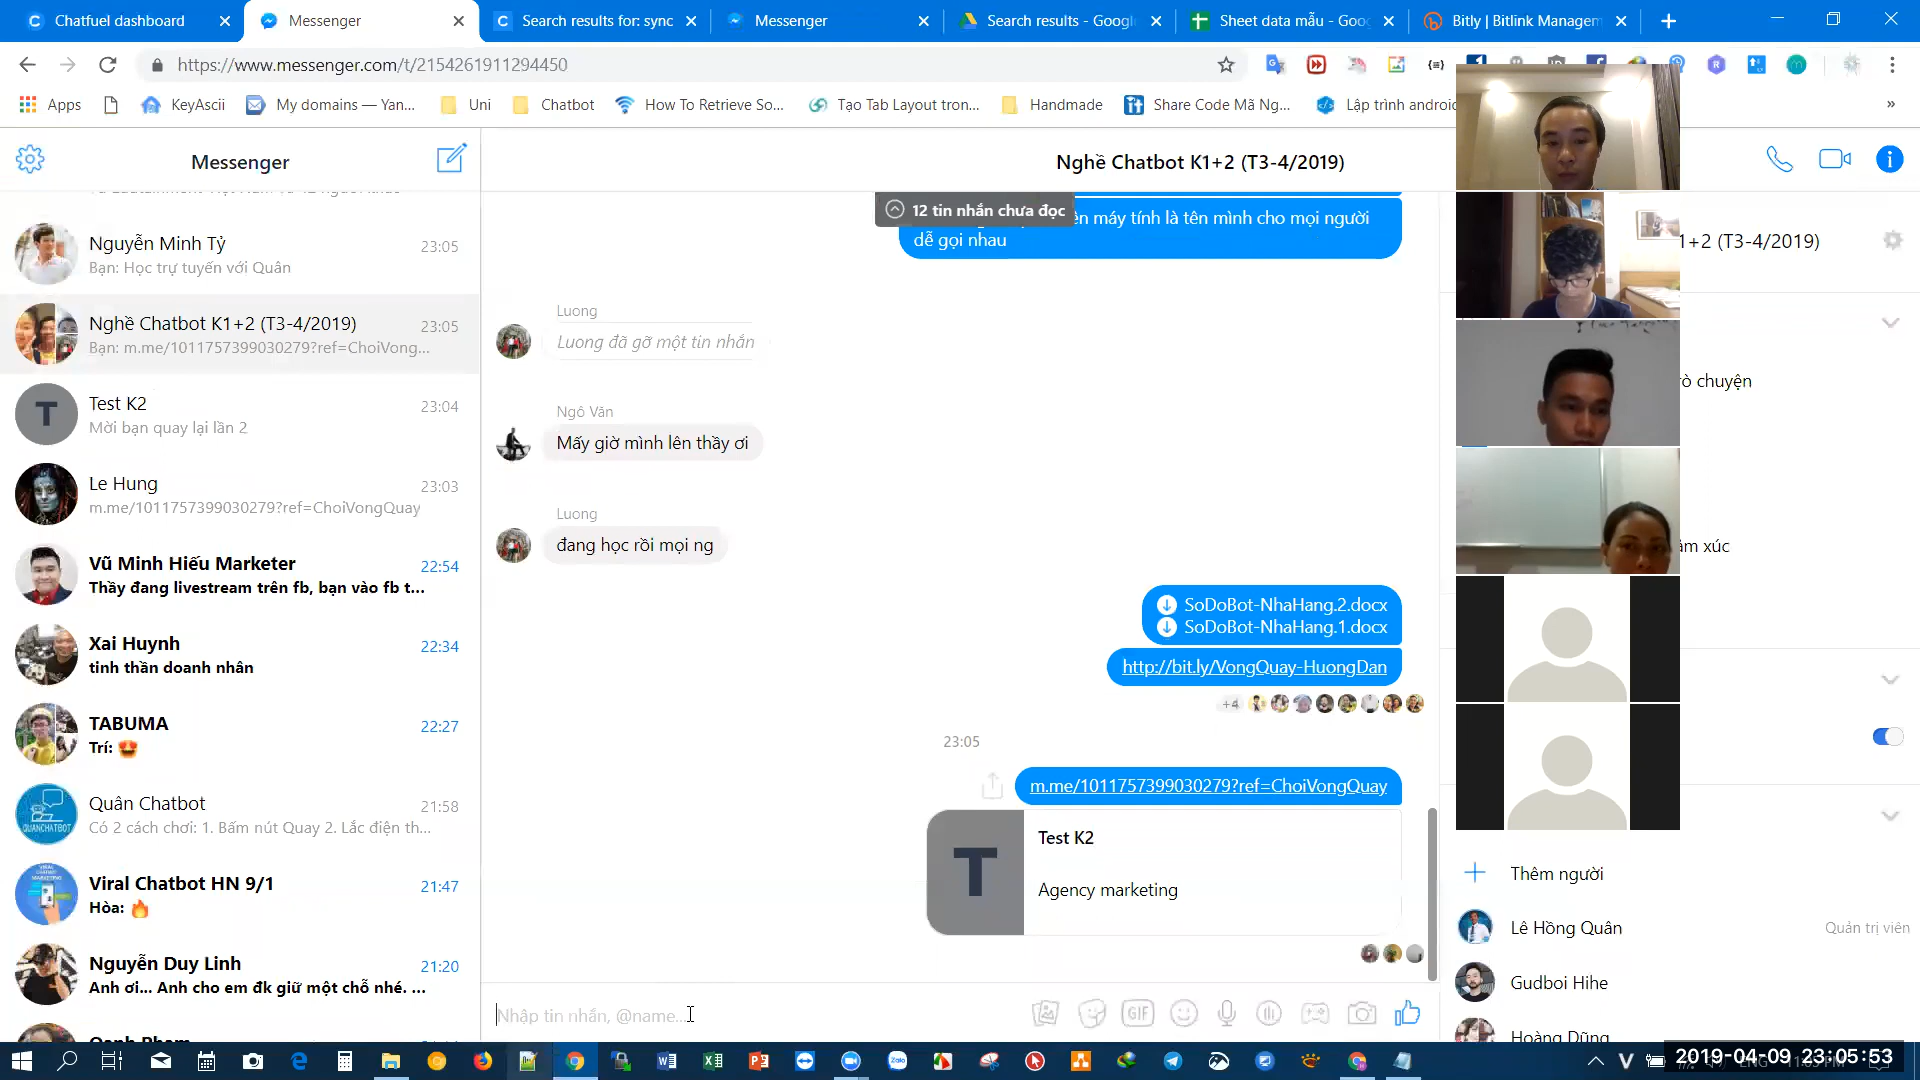 Chatfuel dashboard
Messenger
Search results for: sync
Messenger
Search results - Googl
Sheet data mẫu - Goo
Bitly | Bitlink Managem
https://www.messenger.com/t/2154261911294450
Apps
KeyAscii
My domains — Yan...
Uni
Chatbot
How To Retrieve So...
Tạo Tab Layout tron...
Handmade
Share Code Mã Ng...
Lập trình androi
Messenger
Nguyễn Minh Tỷ
23:05
Bạn: Học trự tuyến với Quân
Nghề Chatbot K1+2 (T3-4/2019)
23:05
Bạn: m.me/1011757399030279?ref=ChoiVong...
Test K2
23:04
Mời bạn quay lại lần 2
Le Hung
23:03
m.me/1011757399030279?ref=ChoiVongQuay
Vũ Minh Hiếu Marketer
22:54
Thầy đang livestream trên fb, bạn vào fb t...
Xai Huynh
22:34
tinh thần doanh nhân
TABUMA
22:27
Trí: 😍
Quân Chatbot
21:58
Có 2 cách chơi: 1. Bấm nút Quay 2. Lắc điện th...
Viral Chatbot HN 9/1
21:47
Hòa: 🔥
Nguyễn Duy Linh
21:20
Anh ơi... Anh cho em đk giữ một chỗ nhé. ...
Oanh Pham
Nghề Chatbot K1+2 (T3-4/2019)
12 tin nhắn chưa đọc
máy tính là tên mình cho mọi người
dễ gọi nhau
Luong
Luong đã gỡ một tin nhắn
Ngô Văn
Mấy giờ mình lên thầy ơi
Luong
đang học rồi mọi ng
SoDoBot-NhaHang.2.docx
SoDoBot-NhaHang.1.docx
http://bit.ly/VongQuay-HuongDan
+4
23:05
m.me/1011757399030279?ref=ChoiVongQuay
T
Test K2
Agency marketing
Nhập tin nhắn, @name...
GIF
1+2 (T3-4/2019)
rò chuyện
ảm xúc
Thêm người
Lê Hồng Quân
Quản trị viên
Gudboi Hihe
Hoàng Dũng
2019-04-09 23:05:53